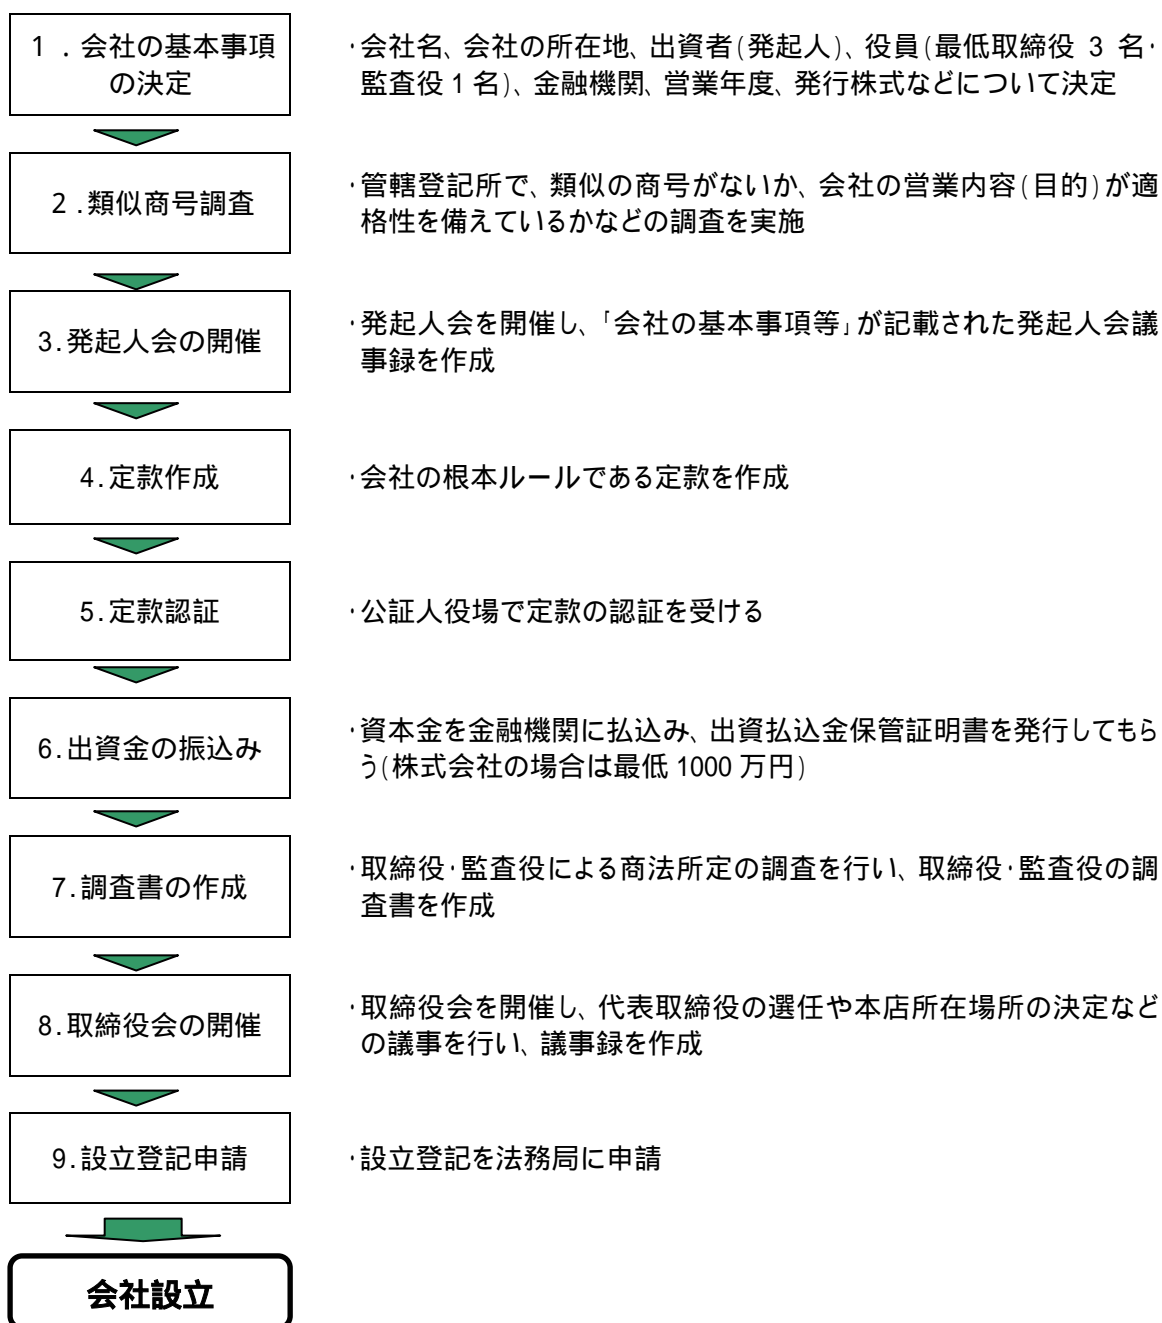 1．会社の基本事項
の決定
・会社名、会社の所在地、出資者(発起人)、役員(最低取締役 3 名・
監査役 1 名)、金融機関、営業年度、発行株式などについて決定
2.類似商号調査
・管轄登記所で、類似の商号がないか、会社の営業内容(目的)が適
格性を備えているかなどの調査を実施
3.発起人会の開催
・発起人会を開催し、「会社の基本事項等」が記載された発起人会議
事録を作成
4.定款作成
・会社の根本ルールである定款を作成
5.定款認証
・公証人役場で定款の認証を受ける
6.出資金の振込み
・資本金を金融機関に払込み、出資払込金保管証明書を発行してもら
う(株式会社の場合は最低 1000 万円)
7.調査書の作成
・取締役・監査役による商法所定の調査を行い、取締役・監査役の調
査書を作成
8.取締役会の開催
・取締役会を開催し、代表取締役の選任や本店所在場所の決定など
の議事を行い、議事録を作成
9.設立登記申請
・設立登記を法務局に申請
会社設立